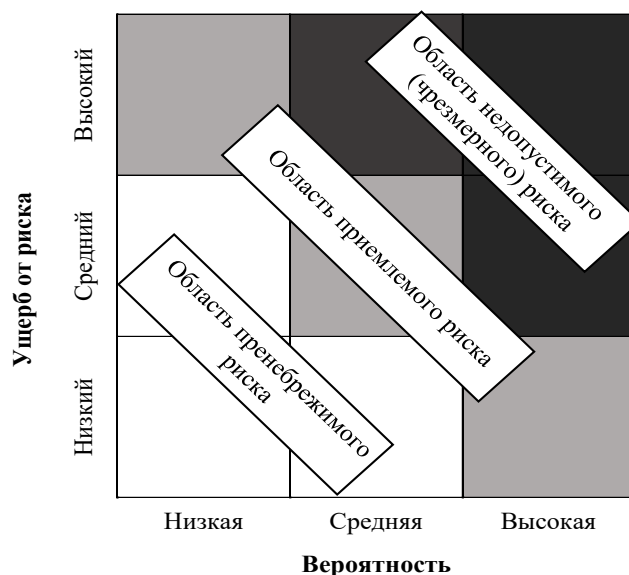 Ущерб от риска
Высокий
Средний
Низкий
Область недопустимого
(чрезмерного) риска
Область приемлемого риска
Область пренебрежимого
риска
Низкая
Средняя
Высокая
Вероятность